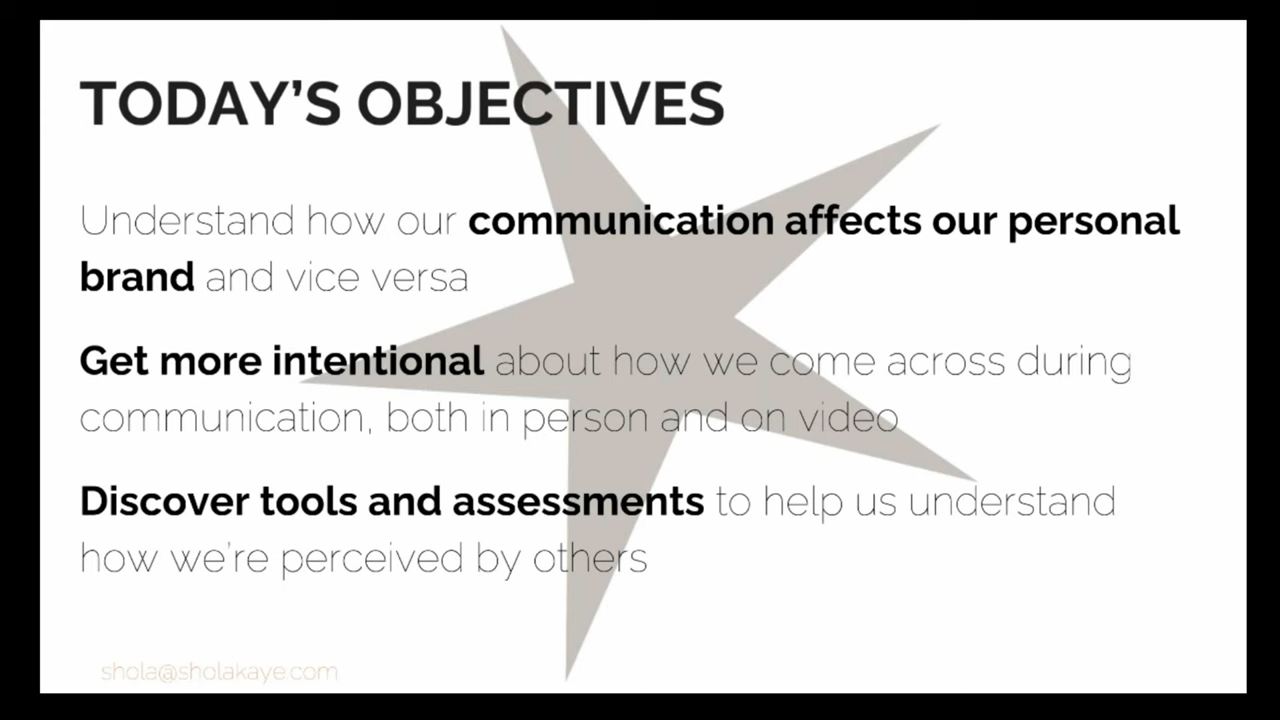 TODAY’S OBJECTIVES
Understand how our communication affects our personal
brand and vice versa
Get more intentional about how we come across during
communication, both in person and on video
Discover tools and assessments to help us understand
how we’re perceived by others
shola@sholakaye.com